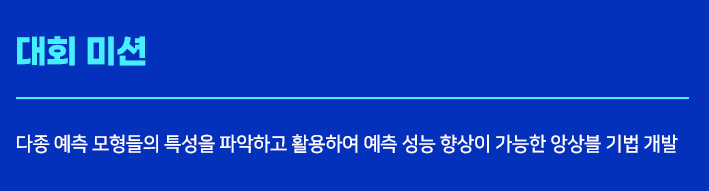 대회 미션
다종 예측 모형들의 특성을 파악하고 활용하여 예측 성능 향상이 가능한 앙상블 기법 개발